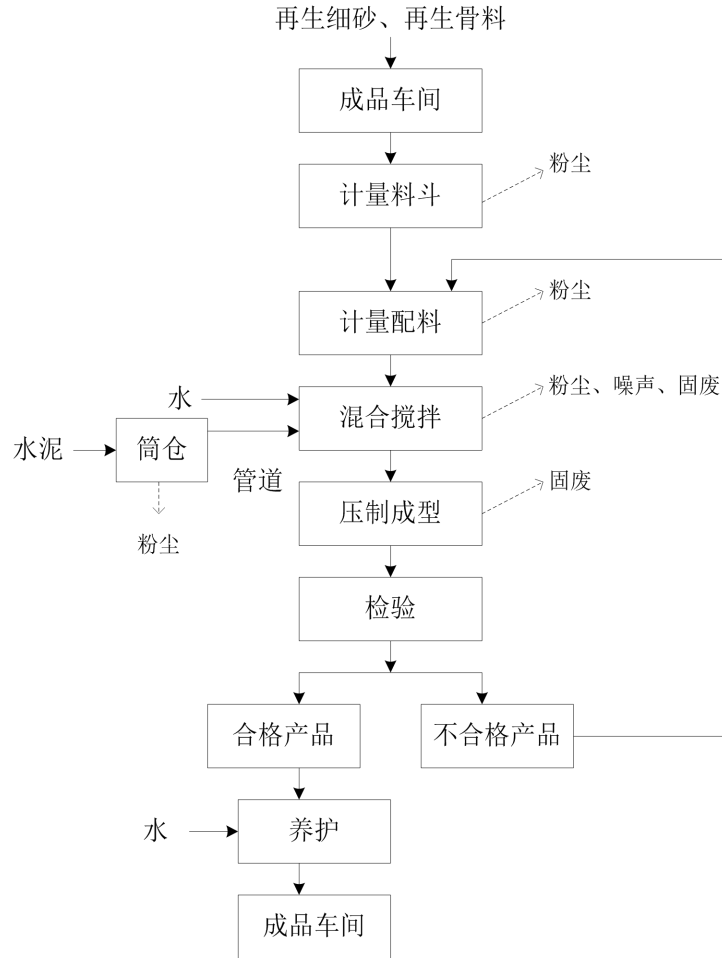 再生细砂、再生骨料
成品车间
粉尘
计量料斗
粉尘
计量配料
粉尘、噪声、固废
水
混合搅拌
水泥
筒仓
管道
固废
压制成型
粉尘
检验
合格产品
不合格产品
水
养护
成品车间